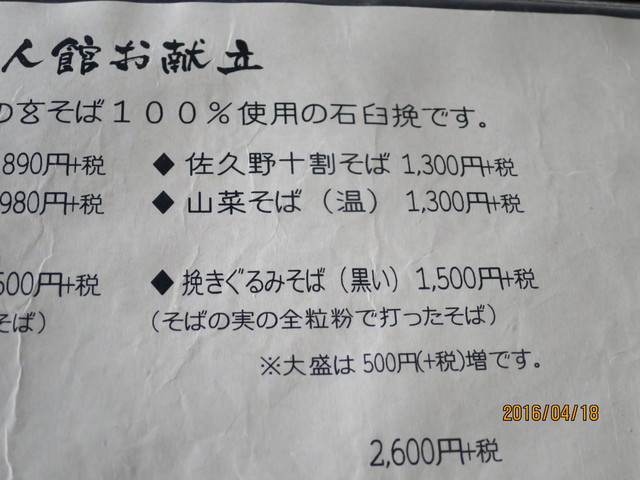 人館お献立
の玄そば１００％使用の石臼挽です。
890円+税 ◆ 佐久野十割そば 1,300円+税
980円+税 ◆ 山菜そば（温） 1,300円+税
500円+税 ◆ 挽きぐるみそば（黒い） 1,500円+税
そば） （そばの実の全粒粉で打ったそば）
※大盛は 500円(+税)増です。
2016/04/18
2,600円+税